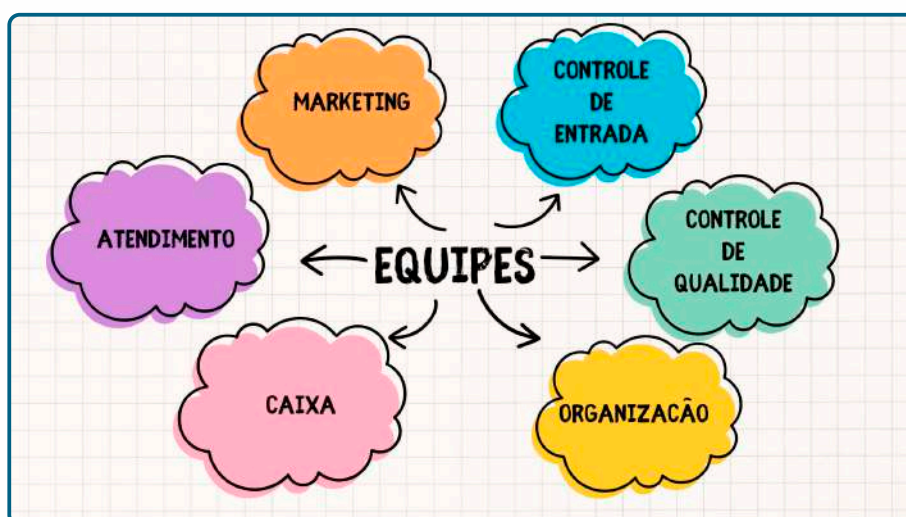 MARKETING
CONTROLE
DE
ENTRADA
ATENDIMENTO
EQUIPES
CONTROLE
DE
QUALIDADE
CAIXA
ORGANIZACÃO